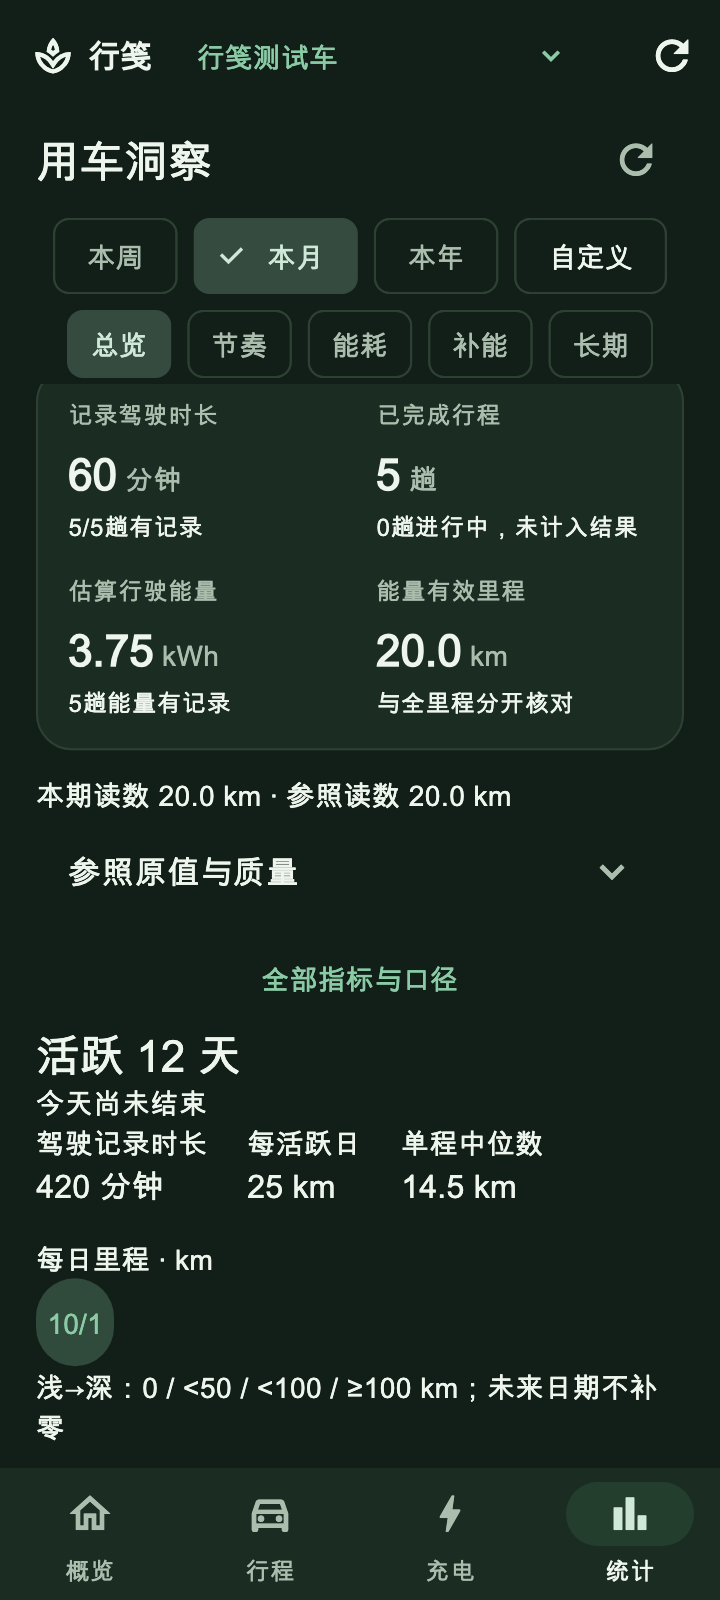 行笺 行笺测试车
用车洞察
本周 本月 本年 自定义
总览 节奏 能耗 补能 长期
记录驾驶时长 已完成行程
60 分钟 5 趟
5/5趟有记录 0趟进行中，未计入结果
估算行驶能量 能量有效里程
3.75 kWh 20.0 km
5趟能量有记录 与全里程分开核对
本期读数 20.0 km · 参照读数 20.0 km
参照原值与质量
全部指标与口径
活跃 12 天
今天尚未结束
驾驶记录时长 每活跃日 单程中位数
420 分钟 25 km 14.5 km
每日里程 · km
10/1
浅→深：0 / <50 / <100 / ≥100 km；未来日期不补
零
概览 行程 充电 统计